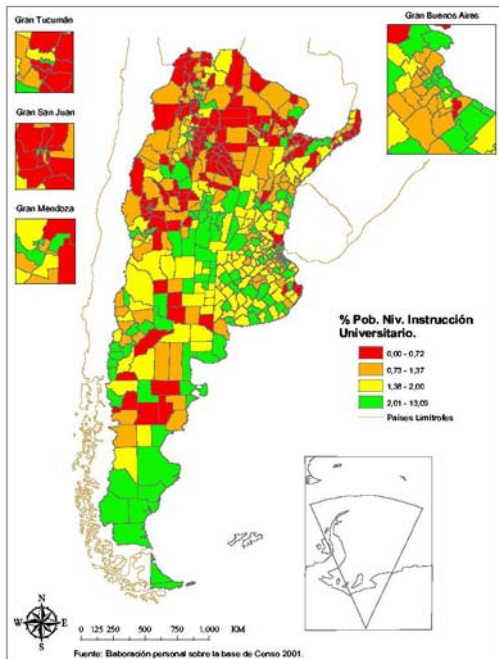 Gran Tucumán
Gran Buenos Aires
Gran San Juan
Gran Mendoza
% Pob. Niv. Instrucción
Universitario.
0,00 - 0,72
0,73 - 1,37
1,38 - 2,00
2,01 - 13,09
Países Limítrofes
N
W E
S
0 125 250 500 750 1.000 KM
Fuente: Elaboración personal sobre la base de Censo 2001.